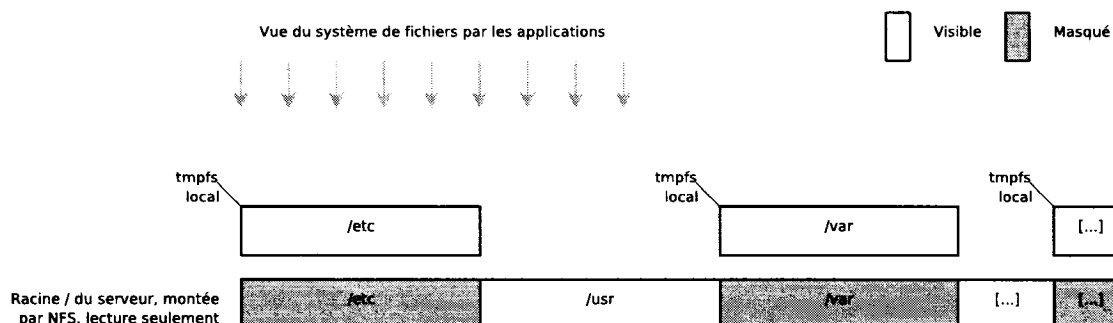 Vue du système de fichiers par les applications
Visible
Masqué
tmpfs
local
tmpfs
local
tmpfs
local
/etc
/var
[...]
Racine / du serveur, montée
par NFS, lecture seulement
/etc
/usr
/var
[...]
[...]